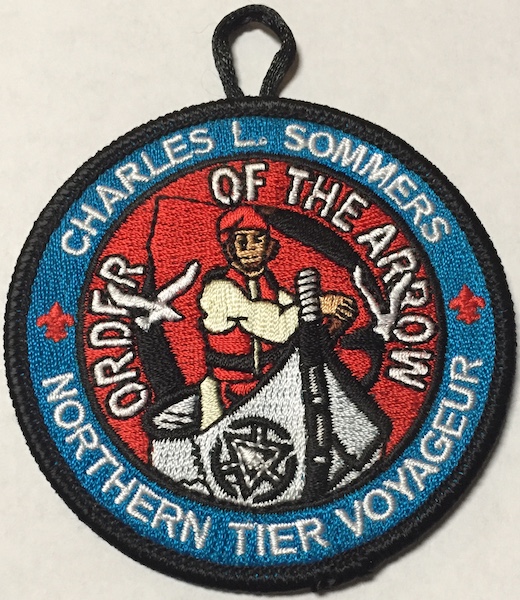 CHARLES L. SOMMERS
ORDER OF THE ARROW
NORTHERN TIER VOYAGEUR